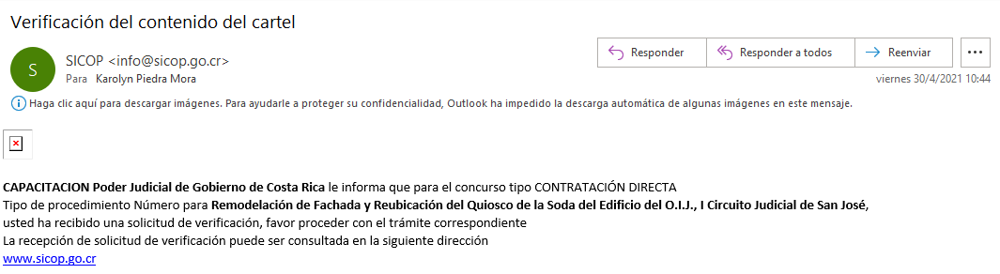 Verificación del contenido del cartel
S
SICOP <info@sicop.go.cr>
Para Karolyn Piedra Mora
Responder
Responder a todos
Reenviar
...
viernes 30/4/2021 10:44
Haga clic aquí para descargar imágenes. Para ayudarle a proteger su confidencialidad, Outlook ha impedido la descarga automática de algunas imágenes en este mensaje.
CAPACITACION Poder Judicial de Gobierno de Costa Rica le informa que para el concurso tipo CONTRATACIÓN DIRECTA
Tipo de procedimiento Número para Remodelación de Fachada y Reubicación del Quiosco de la Soda del Edificio del O.I.J., I Circuito Judicial de San José,
usted ha recibido una solicitud de verificación, favor proceder con el trámite correspondiente
La recepción de solicitud de verificación puede ser consultada en la siguiente dirección
www.sicop.go.cr